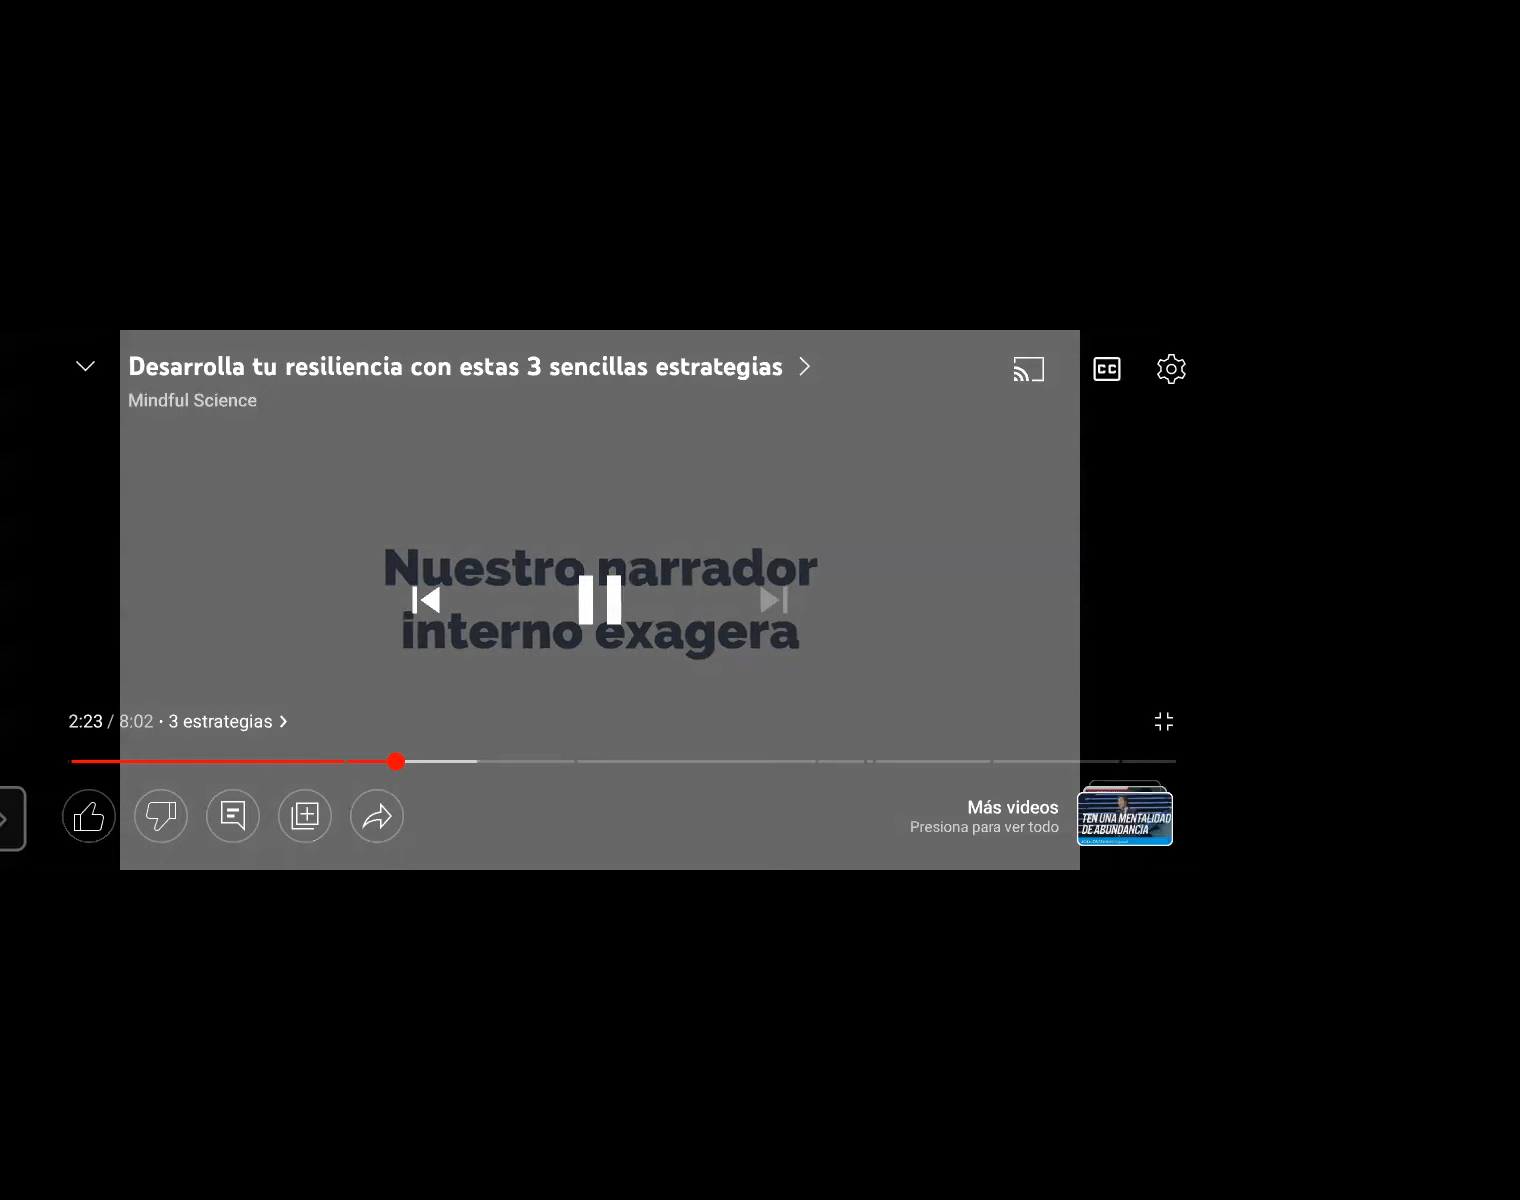 Desarrolla tu resiliencia con estas 3 sencillas estrategias
Mindful Science
CC
Nuestro narrador
interno exagera
2:23 / 8:02 · 3 estrategias
Más videos
Presiona para ver todo
TEN UNA MENTALIDAD
DE ABUNDANCIA